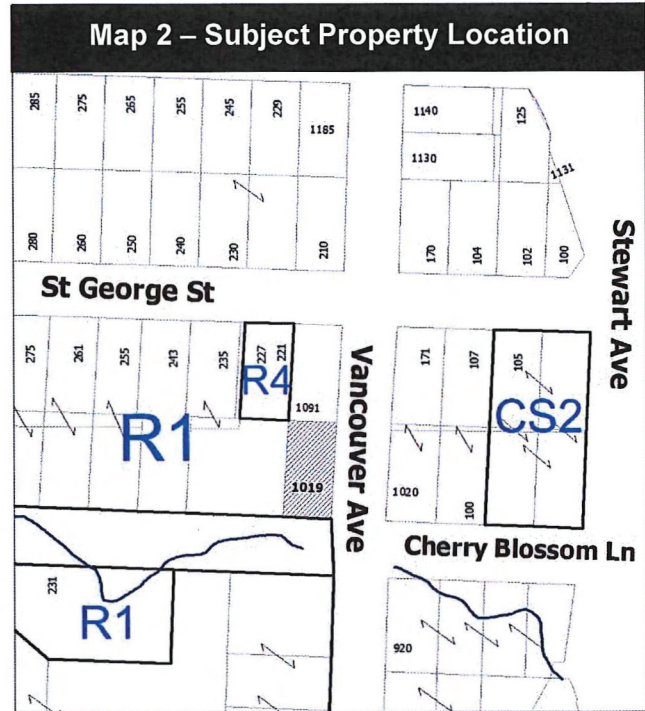 Map 2 – Subject Property Location
285 275 265 255 245 229 1185
280 260 250 240 230 210
1140 125
1130 1131
170 104 102 100
Stewart Ave
St George St
275 261 255 243 235 227 221
R4
1091
R1
1019
Vancouver Ave
171 107 105
CS2
1020 100
Cherry Blossom Ln
231
R1
920